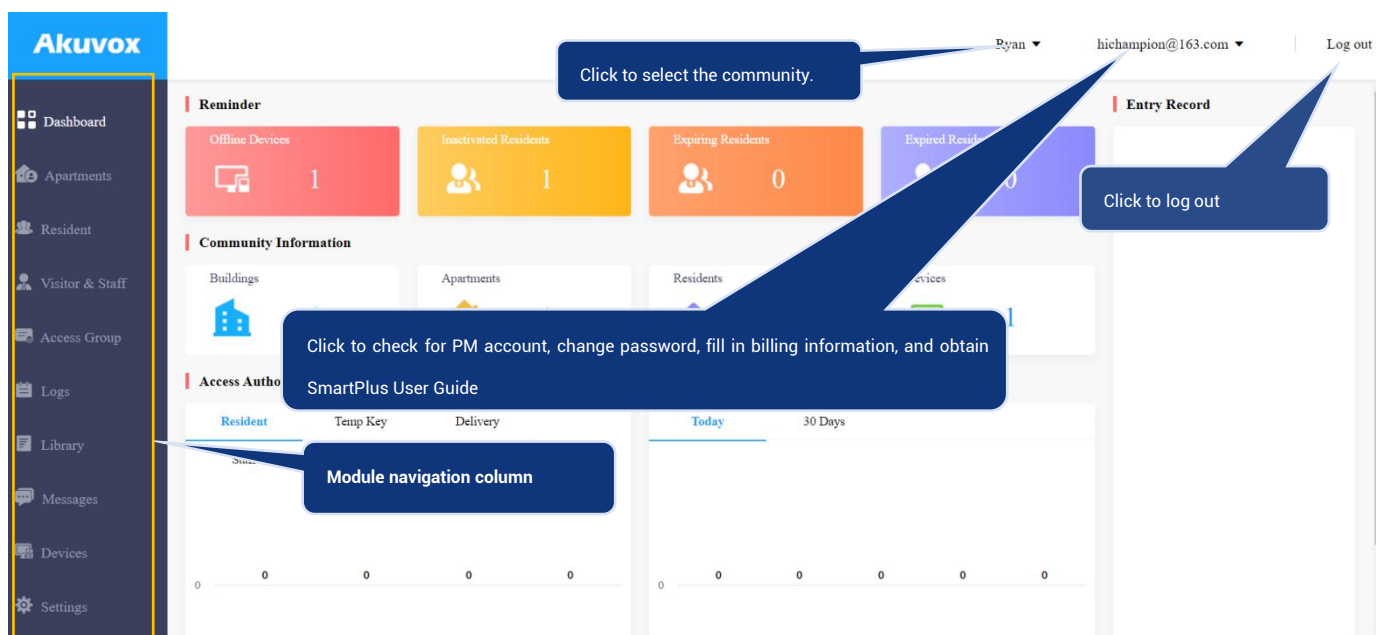 Akuvox
Ryan
hichampion@163.com
Log out
Click to select the community.
Dashboard
Apartments
Resident
Visitor & Staff
Access Group
Logs
Library
Messages
Devices
Settings
Reminder
Offline Devices
1
Inactivated Residents
1
Expiring Residents
0
Expired
Entry Record
Click to log out
Community Information
Buildings
Apartments
Residents
1
Click to check for PM account, change password, fill in billing information, and obtain
SmartPlus User Guide
Access
Resident Temp Key Delivery
Today 30 Days
Module navigation column
0 0 0 0 0
0 0 0 0 0 0